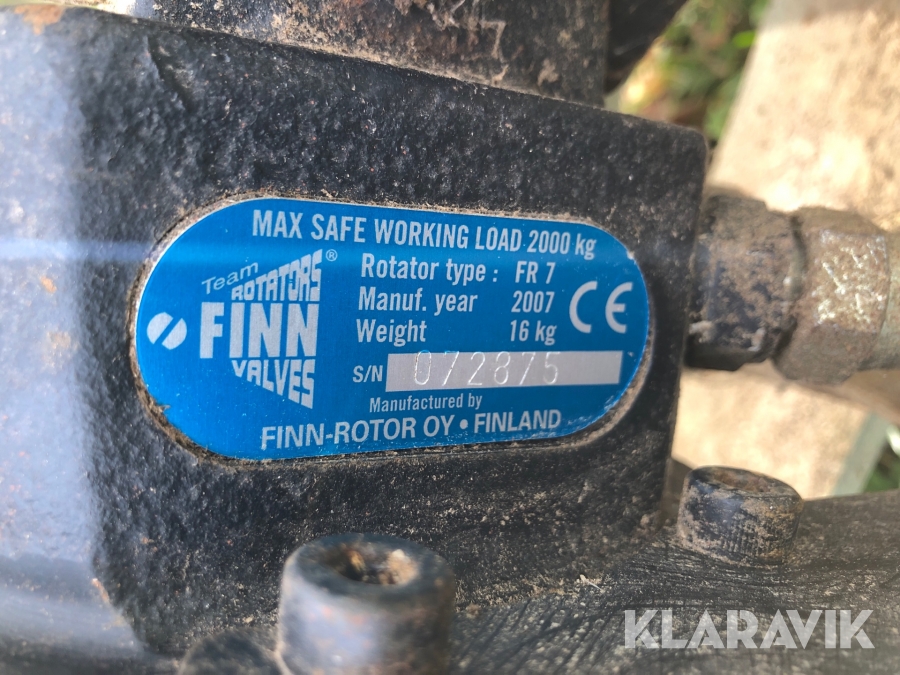 MAX SAFE WORKING LOAD 2000 kg
Team
ROTATORS ®
FINN
VALVES
Rotator type : FR 7
Manuf. year 2007
Weight 16 kg
CE
S/N 072875
Manufactured by
FINN-ROTOR OY • FINLAND
KLARAVIK